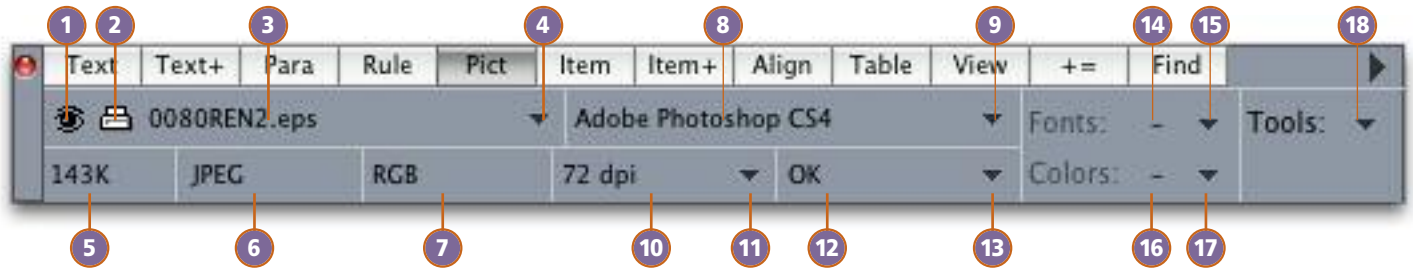 1 2 3 4 8 9 14 15 18
Text Text+ Para Rule Pict Item Item+ Align Table View += Find
0080REN2.eps Adobe Photoshop CS4 Fonts: – Tools:
143K JPEG RGB 72 dpi OK Colors: –
5 6 7 10 11 12 13 16 17